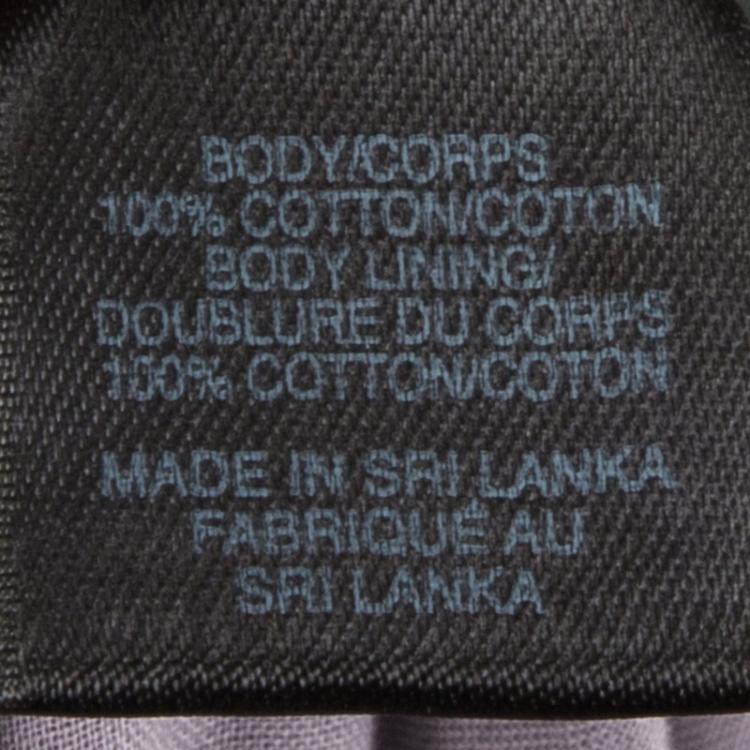 BODY/CORPS
100% COTTON/COTON
BODY LINING/
DOUBLURE DU CORPS
100% COTTON/COTON
MADE IN SRI LANKA
FABRIQUÉ AU
SRI LANKA